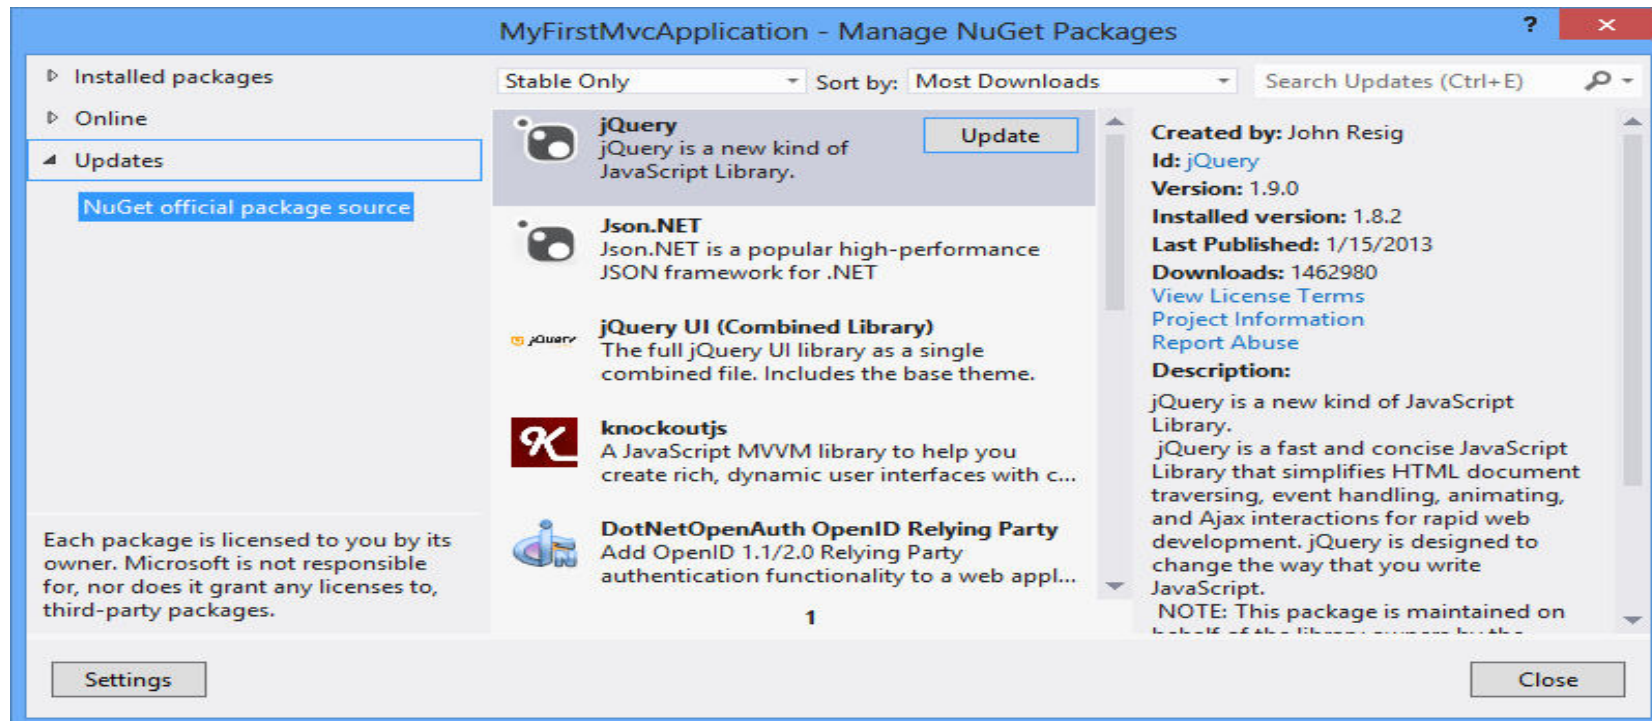 MyFirstMvcApplication - Manage NuGet Packages
?
Installed packages
Online
Updates
NuGet official package source
Each package is licensed to you by its
owner. Microsoft is not responsible
for, nor does it grant any licenses to,
third-party packages.
Stable Only
Sort by: Most Downloads
Search Updates (Ctrl+E)
jQuery
jQuery is a new kind of
JavaScript Library.
Update
Json.NET
Json.NET is a popular high-performance
JSON framework for .NET
jQuery
jQuery UI (Combined Library)
The full jQuery UI library as a single
combined file. Includes the base theme.
knockoutjs
A JavaScript MVVM library to help you
create rich, dynamic user interfaces with c...
DotNetOpenAuth OpenID Relying Party
Add OpenID 1.1/2.0 Relying Party
authentication functionality to a web appl...
1
Created by: John Resig
Id: jQuery
Version: 1.9.0
Installed version: 1.8.2
Last Published: 1/15/2013
Downloads: 1462980
View License Terms
Project Information
Report Abuse
Description:
jQuery is a new kind of JavaScript
Library.
jQuery is a fast and concise JavaScript
Library that simplifies HTML document
traversing, event handling, animating,
and Ajax interactions for rapid web
development. jQuery is designed to
change the way that you write
JavaScript.
NOTE: This package is maintained on
behalf of the library owners by the
Settings
Close